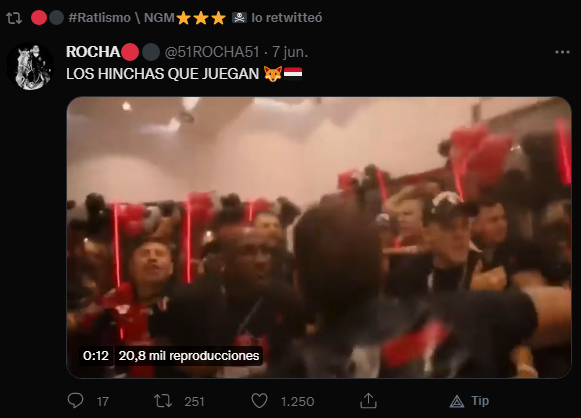 #Ratlismo \ NGM⭐⭐⭐ 🏴‍☠️ lo retwitteó
ROCHA🔴⚫ @51ROCHA51 · 7 jun.
LOS HINCHAS QUE JUEGAN 🦊🇾🇪
0:12 20,8 mil reproducciones
17 251 1.250 Tip